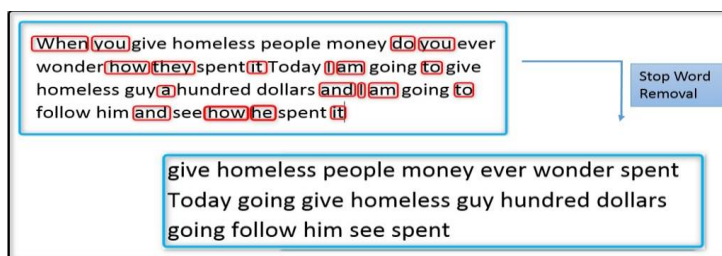 When you give homeless people money do you ever
wonder how they spent it Today I am going to give
homeless guy a hundred dollars and I am going to
follow him and see how he spent it
Stop Word
Removal
give homeless people money ever wonder spent
Today going give homeless guy hundred dollars
going follow him see spent